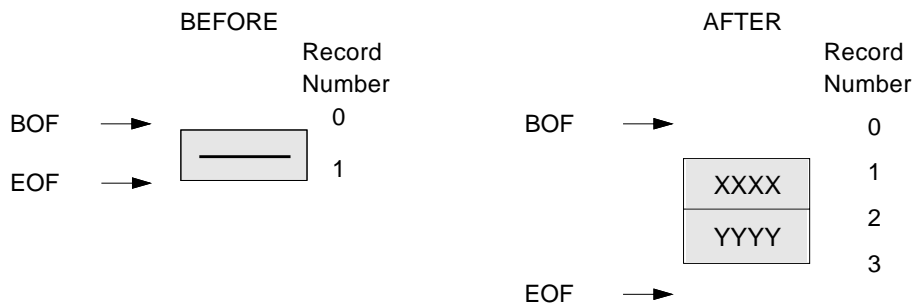 BEFORE
Record
Number
BOF
0
1
EOF
AFTER
Record
Number
BOF
0
XXXX
1
2
YYYY
3
EOF